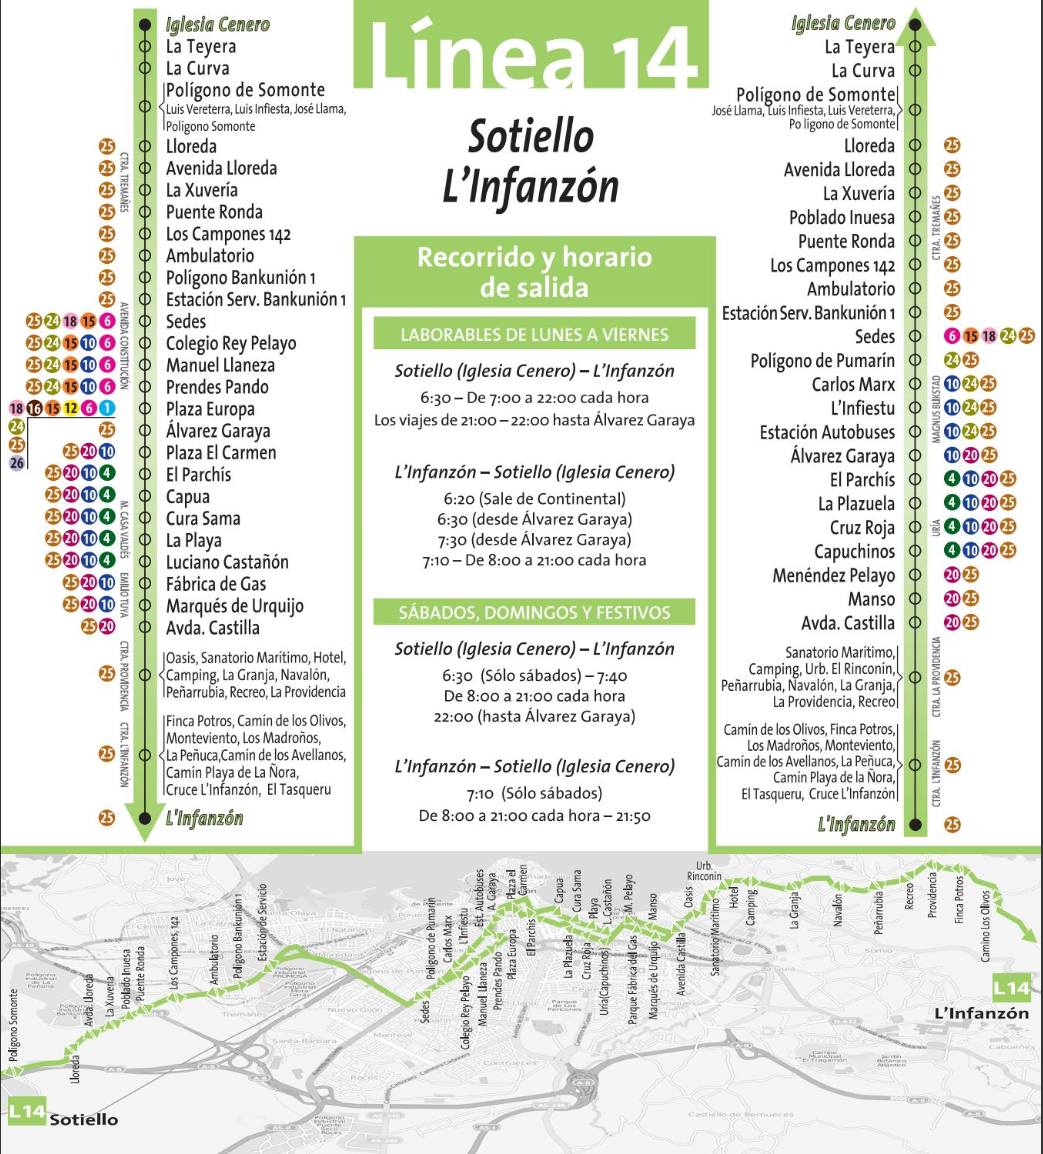 Línea 14
Sotiello
L'Infanzón
Recorrido y horario
de salida
LABORABLES DE LUNES A VIERNES
Sotiello (Iglesia Cenero) – L'Infanzón
6:30 – De 7:00 a 22:00 cada hora
Los viajes de 21:00 – 22:00 hasta Álvarez Garaya
L'Infanzón – Sotiello (Iglesia Cenero)
6:20 (Sale de Continental)
6:30 (desde Álvarez Garaya)
7:30 (desde Álvarez Garaya)
7:10 – De 8:00 a 21:00 cada hora
SÁBADOS, DOMINGOS Y FESTIVOS
Sotiello (Iglesia Cenero) – L'Infanzón
6:30 (Sólo sábados) – 7:40
De 8:00 a 21:00 cada hora
22:00 (hasta Álvarez Garaya)
L'Infanzón – Sotiello (Iglesia Cenero)
7:10 (Sólo sábados)
De 8:00 a 21:00 cada hora – 21:50
Iglesia Cenero
La Teyera
La Curva
Polígono de Somonte
Luis Vereterra, Luis Infiesta, José Llama,
Polígono Somonte
25 Lloreda
25 Avenida Lloreda
25 La Xuvería
25 Puente Ronda
25 Los Campones 142
25 Ambulatorio
25 Polígono Bankunión 1
25 Estación Serv. Bankunión 1
25 24 18 15 6 Sedes
25 24 15 10 6 Colegio Rey Pelayo
25 24 15 10 6 Manuel Llaneza
25 24 15 10 6 Prendes Pando
18 16 15 12 6 1 Plaza Europa
24
25
26
25 Álvarez Garaya
25 20 10 Plaza El Carmen
25 20 10 4 El Parchís
25 20 10 4 Capua
25 20 10 4 Cura Sama
25 20 10 4 La Playa
25 20 10 4 Luciano Castañón
25 20 10 Fábrica de Gas
25 20 10 Marqués de Urquijo
25 20 Avda. Castilla
25 Oasis, Sanatorio Marítimo, Hotel,
Camping, La Granja, Navalón,
Peñarrubia, Recreo, La Providencia
25 Finca Potros, Camín de los Olivos,
Monteviento, Los Madroños,
La Peñuca,Camín de los Avellanos,
Camín Playa de La Ñora,
Cruce L'Infanzón, El Tasqueru
25 L'Infanzón
CTRA. TREMAÑES
AVENIDA CONSTITUCIÓN
M. CASA VALDÉS
EMILIO TUYA
CTRA. PROVIDENCIA
CTRA. L'INFANZÓN
Iglesia Cenero
La Teyera
La Curva
Polígono de Somonte
José Llama, Luis Infiesta, Luis Vereterra,
Po lígono de Somonte
Lloreda 25
Avenida Lloreda 25
La Xuvería 25
Poblado Inuesa 25
Puente Ronda 25
Los Campones 142 25
Ambulatorio 25
Estación Serv. Bankunión 1 25
Sedes 6 15 18 24 25
Polígono de Pumarín 24 25
Carlos Marx 10 24 25
L'Infiestu 10 24 25
Estación Autobuses 10 24 25
Álvarez Garaya 10 20 25
El Parchís 4 10 20 25
La Plazuela 4 10 20 25
Cruz Roja 4 10 20 25
Capuchinos 4 10 20 25
Menéndez Pelayo 20 25
Manso 20 25
Avda. Castilla 20 25
Sanatorio Marítimo,
Camping, Urb. El Rinconín,
Peñarrubia, Navalón, La Granja,
La Providencia, Recreo
25
Camín de los Olivos, Finca Potros,
Los Madroños, Monteviento,
Camín de los Avellanos, La Peñuca,
Camín Playa de la Ñora,
El Tasqueru, Cruce L'Infanzón
25
L'Infanzón 25
CTRA. TREMAÑES
MAGNUS BLIKSTAD
URÍA
CTRA. LA PROVIDENCIA
CTRA. L'INFANZÓN
Polígono Somonte
Lloreda
Avda. Lloreda
La Xuvería
Poblado Inuesa
Puente Ronda
Los Campones, 142
Ambulatorio
Polígono Bankunión 1
Estación de Servicio
Sedes
Polígono de Pumarín
Carlos Marx
L'Infiestu
Est. Autobuses
A. Garaya
Plaza el
Carmen
Colegio Rey Pelayo
Manuel Llaneza
Prendes Pando
Plaza Europa
El Parchís
Capua
Cura Sama
Playa
L.Castañón
M. Pelayo
Manso
La Plazuela
Cruz Roja
Uría(Capuchinos)
Parque Fábrica del Gas
Marqués de Urquijo
Avenida Castilla
Oasis
Urb.
Rinconín
Sanatorio Marítimo
Hotel
Camping
La Granja
Navalón
Peñarrubia
Recreo
Providencia
Finca Potros
Camino Los Olivos
L14
L'Infanzón
L14 Sotiello